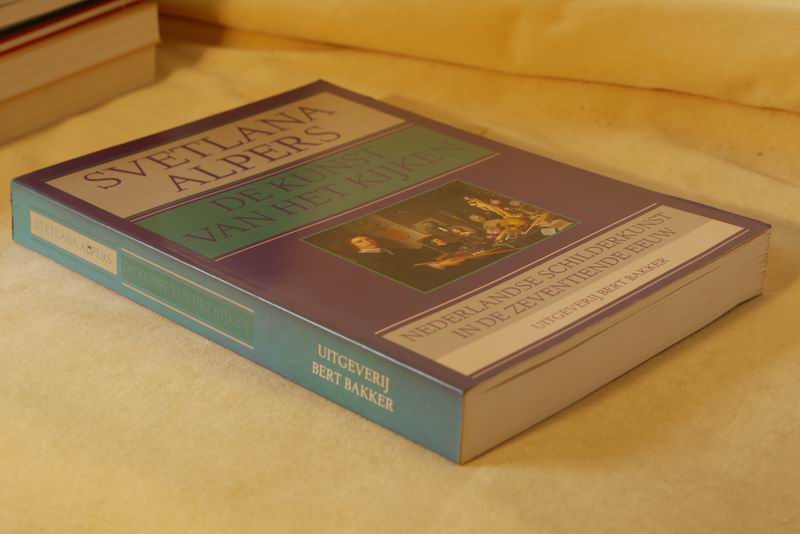 SVETLANA
ALPERS
DE KUNST
VAN HET KIJKEN
NEDERLANDSE SCHILDERKUNST
IN DE ZEVENTIENDE EEUW
UITGEVERIJ BERT BAKKER
SVETLANA ALPERS
DE KUNST VAN HET KIJKEN
UITGEVERIJ
BERT BAKKER